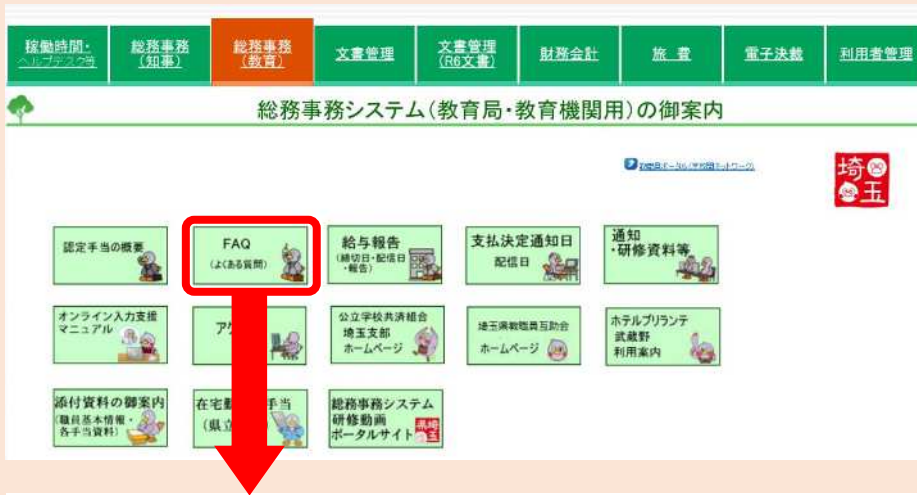 稼働時間・
ヘルプデスク等
総務事務
(知事)
総務事務
(教育)
文書管理
文書管理
(R6文書)
財務会計
旅 費
電子決裁
利用者管理
総務事務システム(教育局・教育機関用)の御案内
埼
玉
認定手当の概要
FAQ
(よくある質問)
給与報告
(締切日・配信日
・報告)
支払決定通知日
配信日
通知
・研修資料等
オンライン入力支援
マニュアル
公立学校共済組合
埼玉支部
ホームページ
埼玉県教職員互助会
ホームページ
ホテルブリランテ
武蔵野
利用案内
添付資料の御案内
(職員基本情報・
各手当資料)
在宅勤 手当
(県立
総務事務システム
研修動画
ポータルサイト